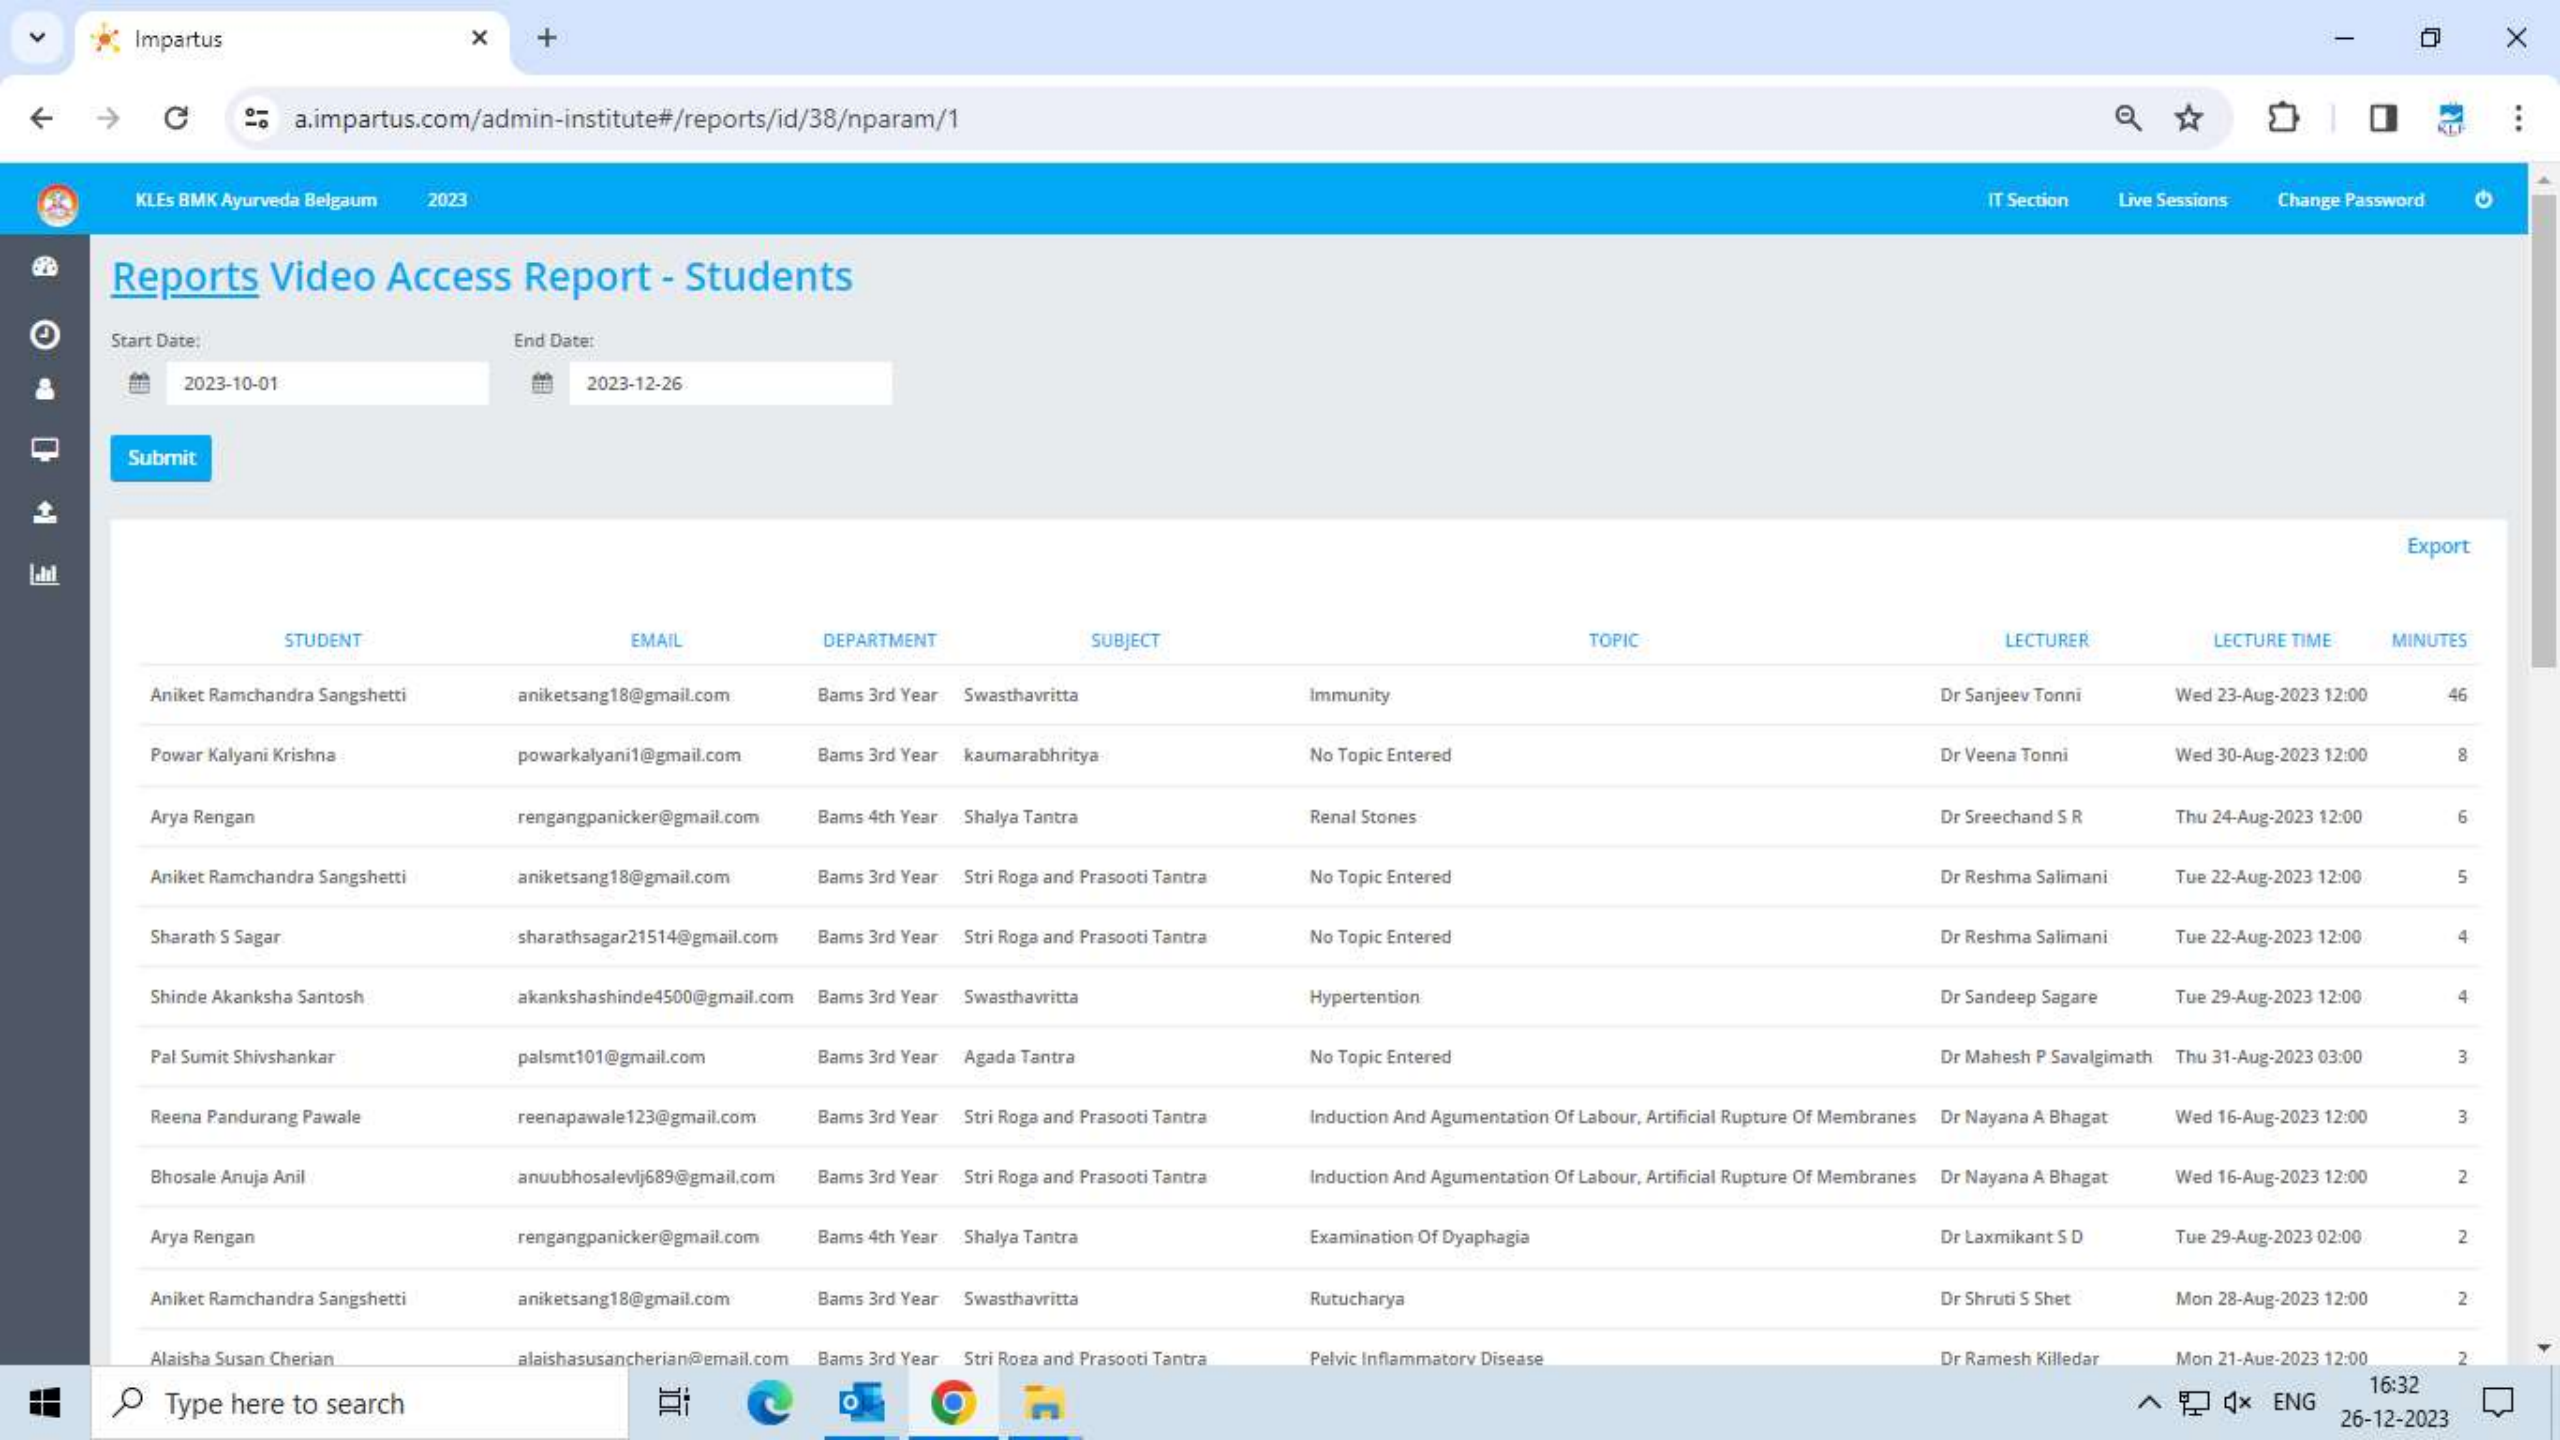 Impartus
a.impartus.com/admin-institute#/reports/id/38/nparam/1
KLEs BMK Ayurveda Belgaum 2023 IT Section Live Sessions Change Password
Reports Video Access Report - Students
Start Date: End Date:
2023-10-01 2023-12-26
Submit
Export
STUDENT EMAIL DEPARTMENT SUBJECT TOPIC LECTURER LECTURE TIME MINUTES
Aniket Ramchandra Sangshetti aniketsang18@gmail.com Bams 3rd Year Swasthavritta Immunity Dr Sanjeev Tonni Wed 23-Aug-2023 12:00 46
Powar Kalyani Krishna powarkalyani1@gmail.com Bams 3rd Year kaumarabhritya No Topic Entered Dr Veena Tonni Wed 30-Aug-2023 12:00 8
Arya Rengan rengangpanicker@gmail.com Bams 4th Year Shalya Tantra Renal Stones Dr Sreechand S R Thu 24-Aug-2023 12:00 6
Aniket Ramchandra Sangshetti aniketsang18@gmail.com Bams 3rd Year Stri Roga and Prasooti Tantra No Topic Entered Dr Reshma Salimani Tue 22-Aug-2023 12:00 5
Sharath S Sagar sharathsagar21514@gmail.com Bams 3rd Year Stri Roga and Prasooti Tantra No Topic Entered Dr Reshma Salimani Tue 22-Aug-2023 12:00 4
Shinde Akanksha Santosh akankshashinde4500@gmail.com Bams 3rd Year Swasthavritta Hypertention Dr Sandeep Sagare Tue 29-Aug-2023 12:00 4
Pal Sumit Shivshankar palsmt101@gmail.com Bams 3rd Year Agada Tantra No Topic Entered Dr Mahesh P Savalgimath Thu 31-Aug-2023 03:00 3
Reena Pandurang Pawale reenapawale123@gmail.com Bams 3rd Year Stri Roga and Prasooti Tantra Induction And Agumentation Of Labour, Artificial Rupture Of Membranes Dr Nayana A Bhagat Wed 16-Aug-2023 12:00 3
Bhosale Anuja Anil anuubhosalevlj689@gmail.com Bams 3rd Year Stri Roga and Prasooti Tantra Induction And Agumentation Of Labour, Artificial Rupture Of Membranes Dr Nayana A Bhagat Wed 16-Aug-2023 12:00 2
Arya Rengan rengangpanicker@gmail.com Bams 4th Year Shalya Tantra Examination Of Dyaphagia Dr Laxmikant S D Tue 29-Aug-2023 02:00 2
Aniket Ramchandra Sangshetti aniketsang18@gmail.com Bams 3rd Year Swasthavritta Rutucharya Dr Shruti S Shet Mon 28-Aug-2023 12:00 2
Alaisha Susan Cherian alaishasusancherian@gmail.com Bams 3rd Year Stri Roga and Prasooti Tantra Pelvic Inflammatory Disease Dr Ramesh Killedar Mon 21-Aug-2023 12:00 2
Type here to search ENG 16:32
26-12-2023